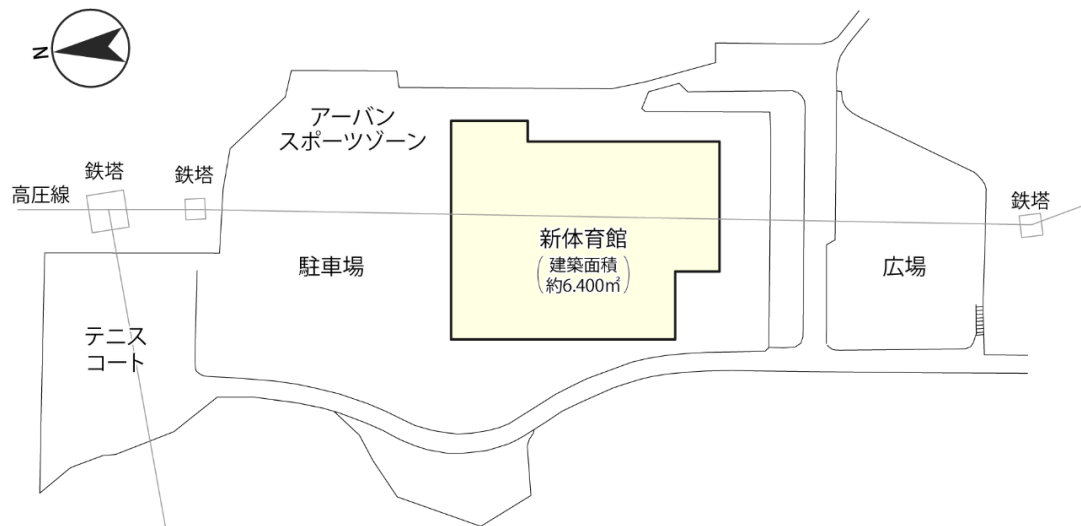 N
アーバン
スポーツゾーン
鉄塔
鉄塔
高圧線
鉄塔
新体育館
(建築面積
約6.400㎡)
駐車場
広場
テニス
コート